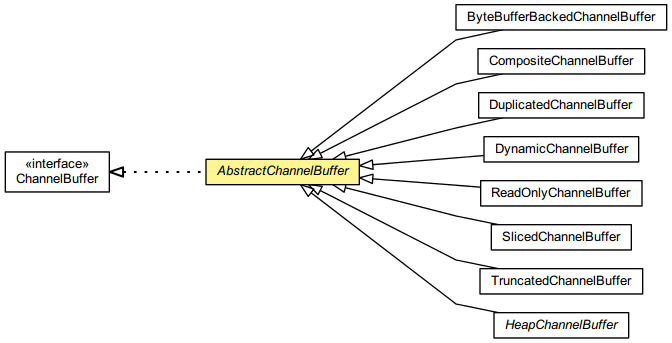 ByteBufferBackedChannelBuffer
CompositeChannelBuffer
DuplicatedChannelBuffer
DynamicChannelBuffer
«interface»
ChannelBuffer
AbstractChannelBuffer
ReadOnlyChannelBuffer
SlicedChannelBuffer
TruncatedChannelBuffer
HeapChannelBuffer